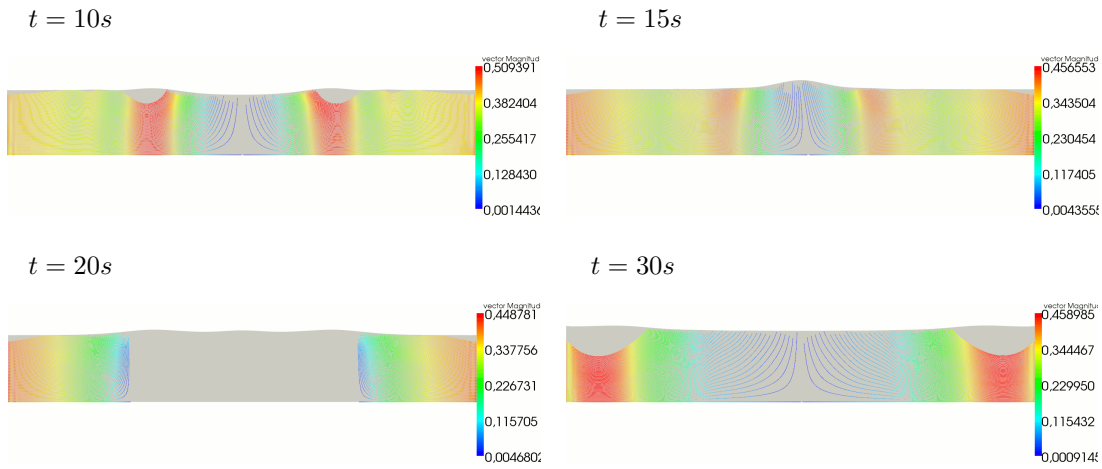 t = 10s
vector Magnitud
0,509391
0,382404
0,255417
0,128430
0,0014436
t = 15s
vector Magnitud
0,456553
0,343504
0,230454
0,117405
0,0043555
t = 20s
vector Magnitud
0,448781
0,337756
0,226731
0,115705
0,0046802
t = 30s
vector Magnitud
0,458985
0,344467
0,229950
0,115432
0,0009145